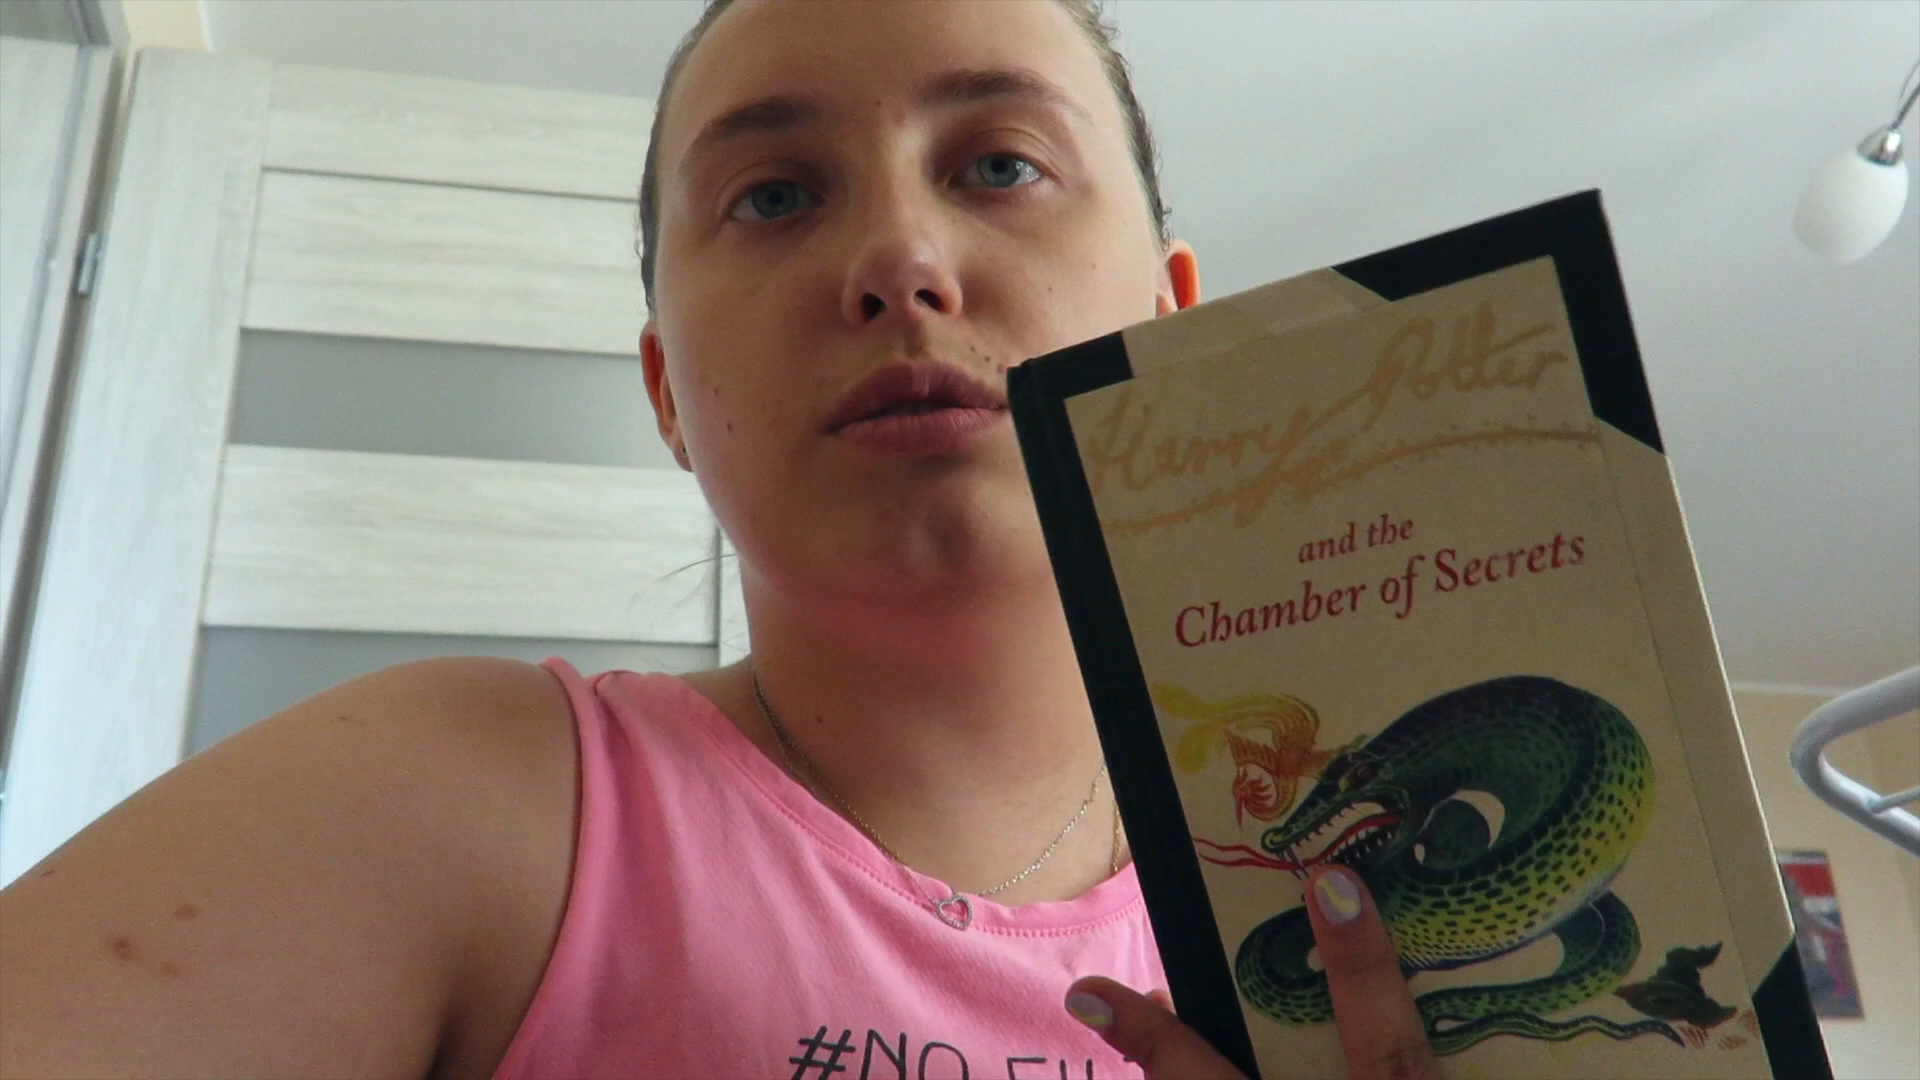 Harry Potter
and the
Chamber of Secrets
#NO FIL